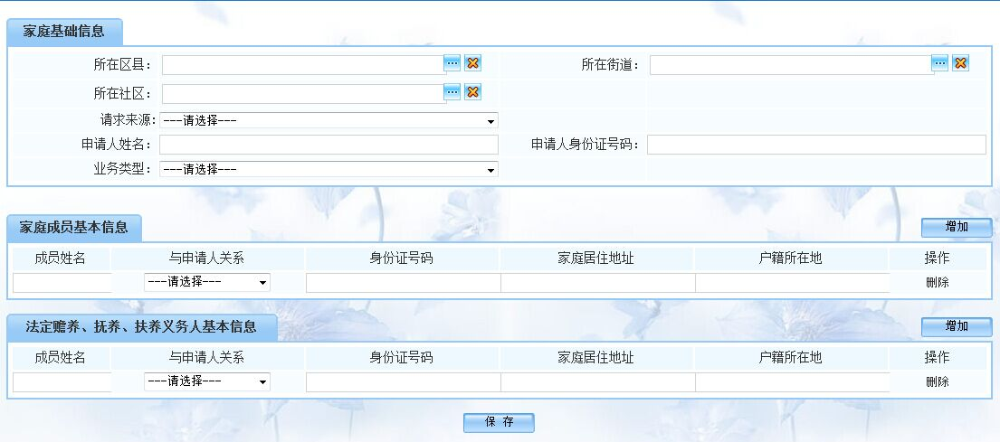 家庭基础信息
所在区县： ... 所在街道： ...
所在社区： ...
请求来源： ---请选择---
申请人姓名： 申请人身份证号码：
业务类型： ---请选择---
家庭成员基本信息 增加
成员姓名 与申请人关系 身份证号码 家庭居住地址 户籍所在地 操作
---请选择--- 删除
法定赡养、抚养、扶养义务人基本信息 增加
成员姓名 与申请人关系 身份证号码 家庭居住地址 户籍所在地 操作
---请选择--- 删除
保 存